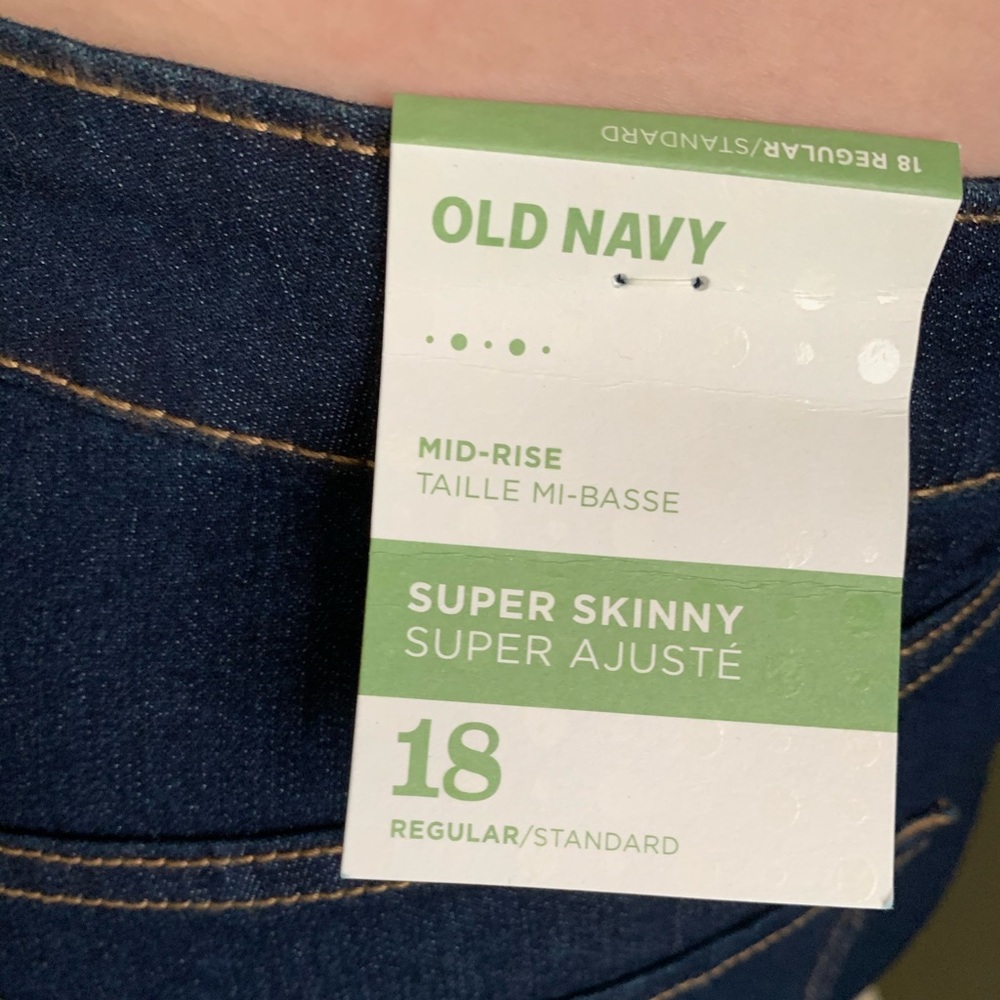 18 REGULAR/STANDARD
OLD NAVY
MID-RISE
TAILLE MI-BASSE
SUPER SKINNY
SUPER AJUSTÉ
18
REGULAR/STANDARD